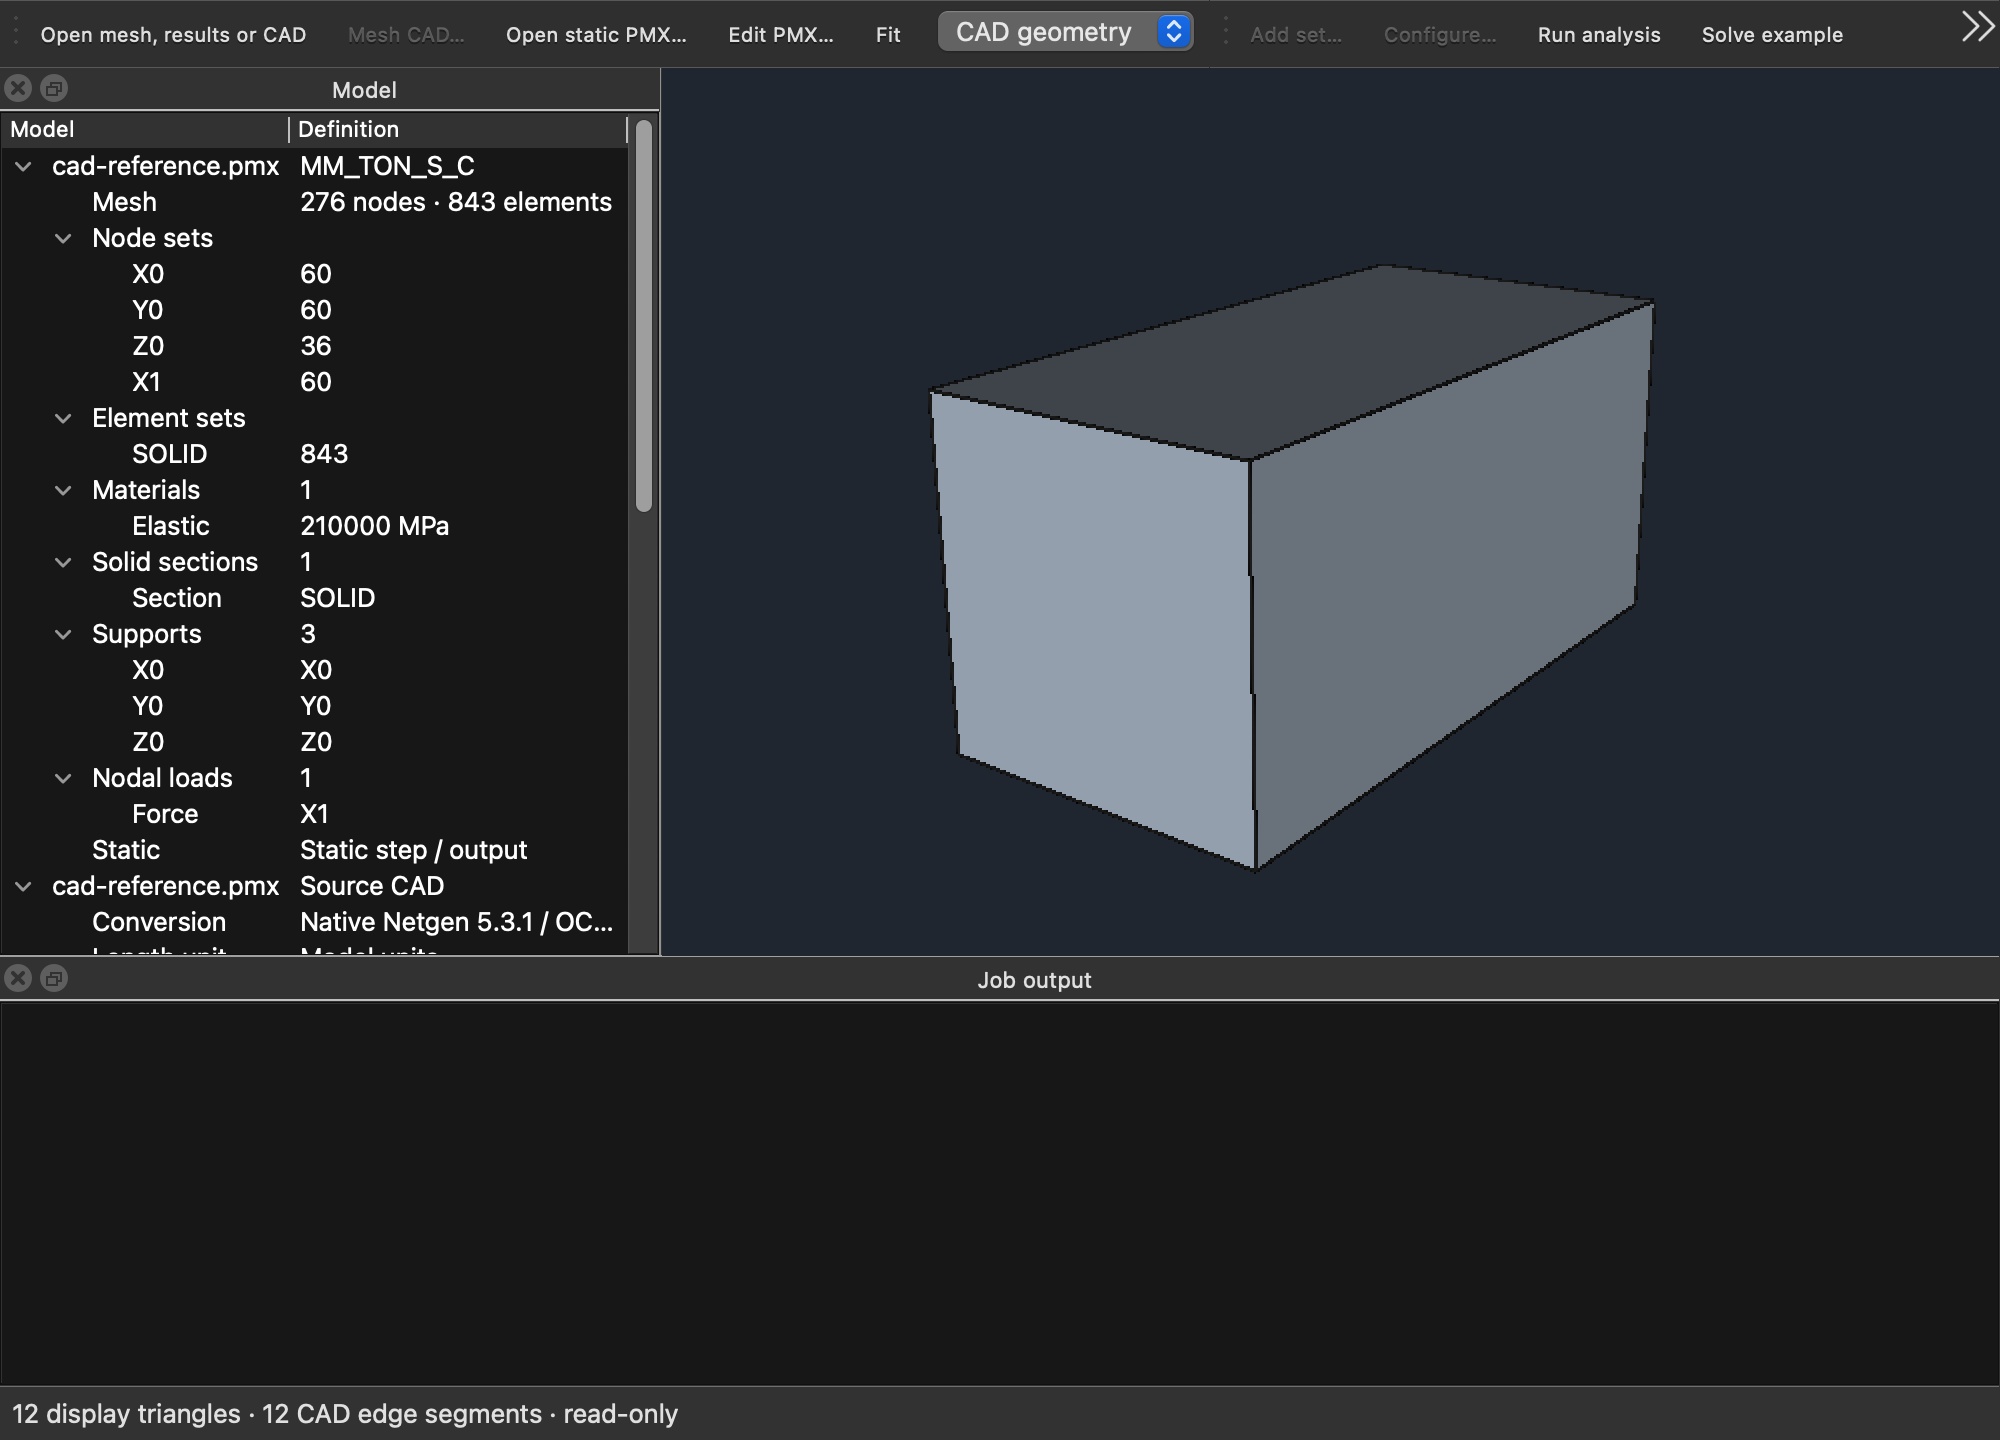 Open mesh, results or CAD Mesh CAD... Open static PMX... Edit PMX... Fit CAD geometry Add set... Configure... Run analysis Solve example
Model
Model Definition
cad-reference.pmx MM_TON_S_C
Mesh 276 nodes · 843 elements
Node sets
X0 60
Y0 60
Z0 36
X1 60
Element sets
SOLID 843
Materials 1
Elastic 210000 MPa
Solid sections 1
Section SOLID
Supports 3
X0 X0
Y0 Y0
Z0 Z0
Nodal loads 1
Force X1
Static Static step / output
cad-reference.pmx Source CAD
Conversion Native Netgen 5.3.1 / OC...
Length unit Model units
Job output
12 display triangles · 12 CAD edge segments · read-only